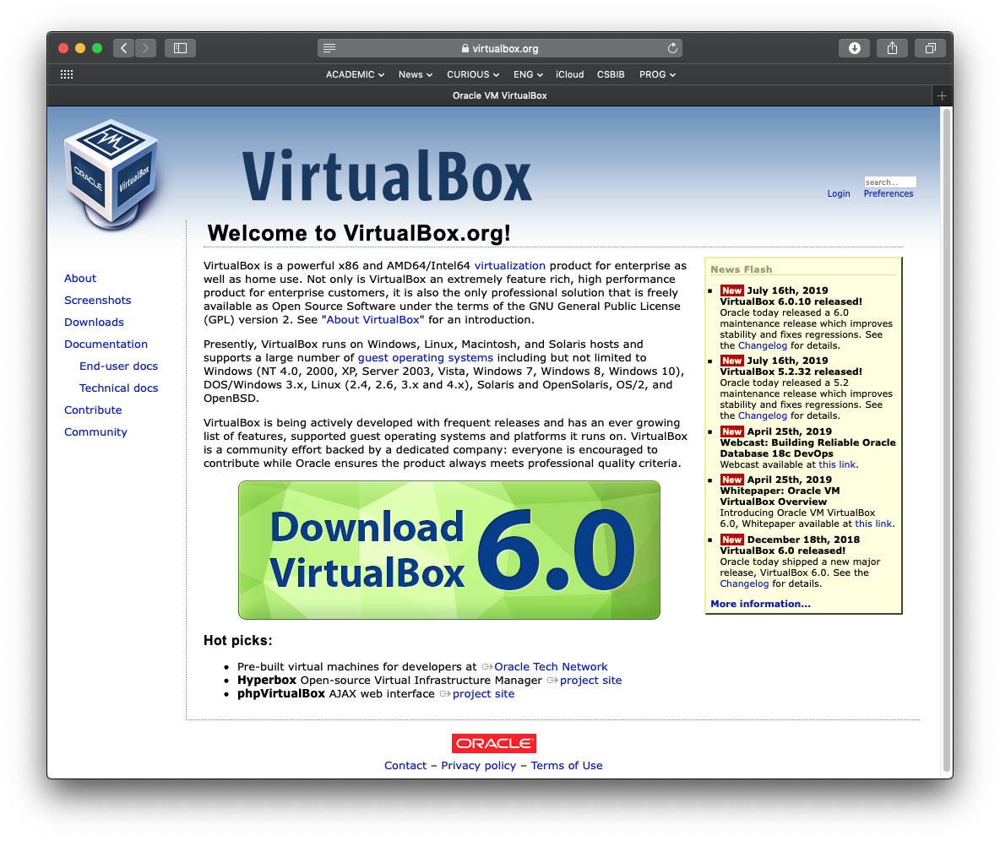 virtualbox.org
ACADEMIC News CURIOUS ENG iCloud CSBIB PROG
Oracle VM VirtualBox
ORACLE VirtualBox
VirtualBox
search...
Login Preferences
Welcome to VirtualBox.org!
About
Screenshots
Downloads
Documentation
End-user docs
Technical docs
Contribute
Community
VirtualBox is a powerful x86 and AMD64/Intel64 virtualization product for enterprise as
well as home use. Not only is VirtualBox an extremely feature rich, high performance
product for enterprise customers, it is also the only professional solution that is freely
available as Open Source Software under the terms of the GNU General Public License
(GPL) version 2. See "About VirtualBox" for an introduction.
Presently, VirtualBox runs on Windows, Linux, Macintosh, and Solaris hosts and
supports a large number of guest operating systems including but not limited to
Windows (NT 4.0, 2000, XP, Server 2003, Vista, Windows 7, Windows 8, Windows 10),
DOS/Windows 3.x, Linux (2.4, 2.6, 3.x and 4.x), Solaris and OpenSolaris, OS/2, and
OpenBSD.
VirtualBox is being actively developed with frequent releases and has an ever growing
list of features, supported guest operating systems and platforms it runs on. VirtualBox
is a community effort backed by a dedicated company: everyone is encouraged to
contribute while Oracle ensures the product always meets professional quality criteria.
Download
VirtualBox
6.0
Hot picks:
Pre-built virtual machines for developers at Oracle Tech Network
Hyperbox Open-source Virtual Infrastructure Manager project site
phpVirtualBox AJAX web interface project site
News Flash
New July 16th, 2019
VirtualBox 6.0.10 released!
Oracle today released a 6.0
maintenance release which improves
stability and fixes regressions. See
the Changelog for details.
New July 16th, 2019
VirtualBox 5.2.32 released!
Oracle today released a 5.2
maintenance release which improves
stability and fixes regressions. See
the Changelog for details.
New April 25th, 2019
Webcast: Building Reliable Oracle
Database 18c DevOps
Webcast available at this link.
New April 25th, 2019
Whitepaper: Oracle VM
VirtualBox Overview
Introducing Oracle VM VirtualBox
6.0, Whitepaper available at this link.
New December 18th, 2018
VirtualBox 6.0 released!
Oracle today shipped a new major
release, VirtualBox 6.0. See the
Changelog for details.
More information...
ORACLE
Contact – Privacy policy – Terms of Use